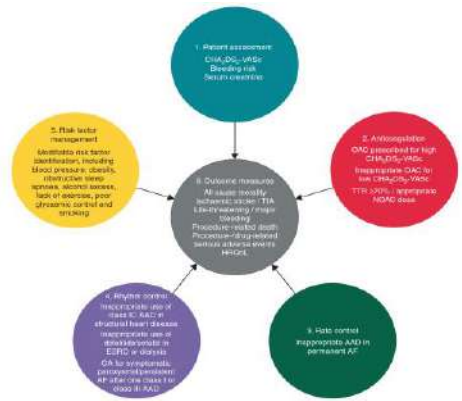 1. Patient assessment
CHA₂DS₂-VASc
Bleeding risk
Serum creatinine
2. Anticoagulation
OAC prescribed for high
CHA₂DS₂-VASc
Inappropriate OAC for
low CHA₂DS₂-VASc
TTR ≥70% / appropriate
NOAC dose
3. Rate control
Inappropriate AAD in
permanent AF
4. Rhythm control
Inappropriate use of
class IC AAD in
structural heart disease
Inappropriate use of
dofetilide/sotalol in
ESRD or dialysis
CA for symptomatic
paroxysmal/persistent
AF after one class I or
class III AAD
5. Risk factor
management
Modifiable risk factor
identification, including
blood pressure, obesity,
obstructive sleep
apnoea, alcohol excess,
lack of exercise, poor
glycaemic control and
smoking
6. Outcome measures
All-cause mortality
Ischaemic stroke / TIA
Life-threatening / major
bleeding
Procedure-related death
Procedure-/drug-related
serious adverse events
HRQoL